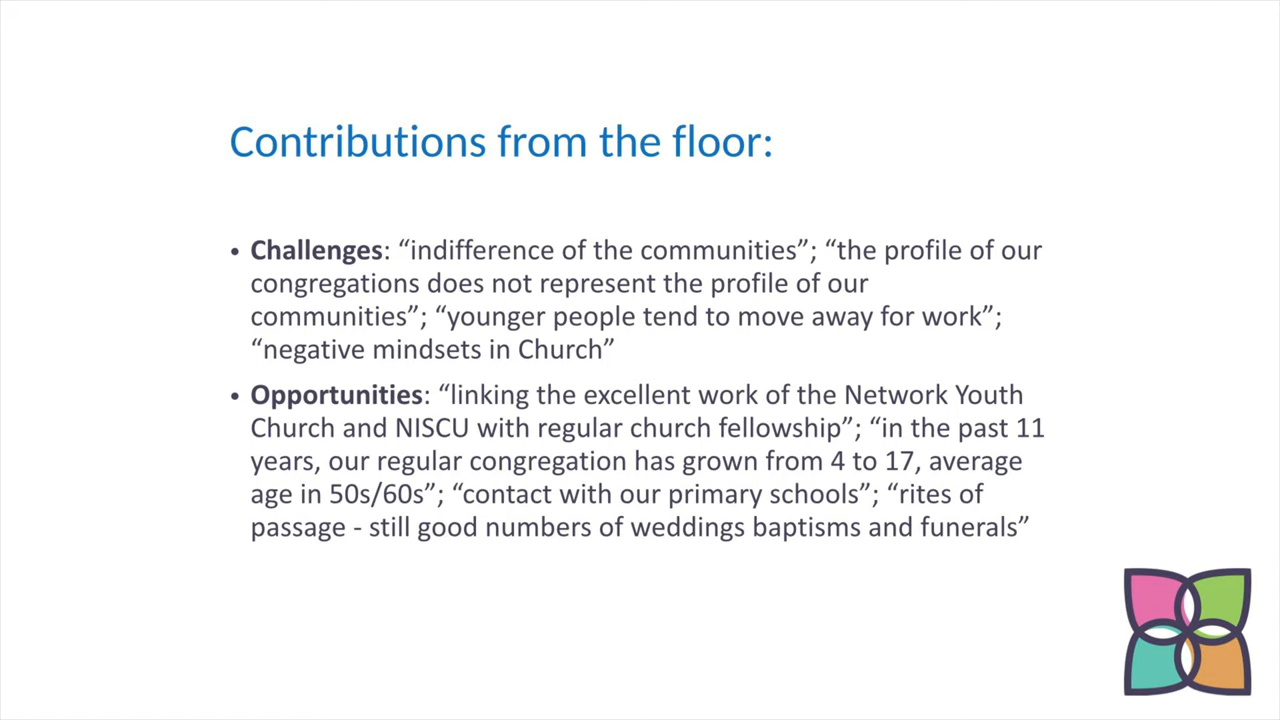 Contributions from the floor:
• Challenges: “indifference of the communities”; “the profile of our
congregations does not represent the profile of our
communities”; “younger people tend to move away for work”;
“negative mindsets in Church”
• Opportunities: “linking the excellent work of the Network Youth
Church and NISCU with regular church fellowship”; “in the past 11
years, our regular congregation has grown from 4 to 17, average
age in 50s/60s”; “contact with our primary schools”; “rites of
passage - still good numbers of weddings baptisms and funerals”